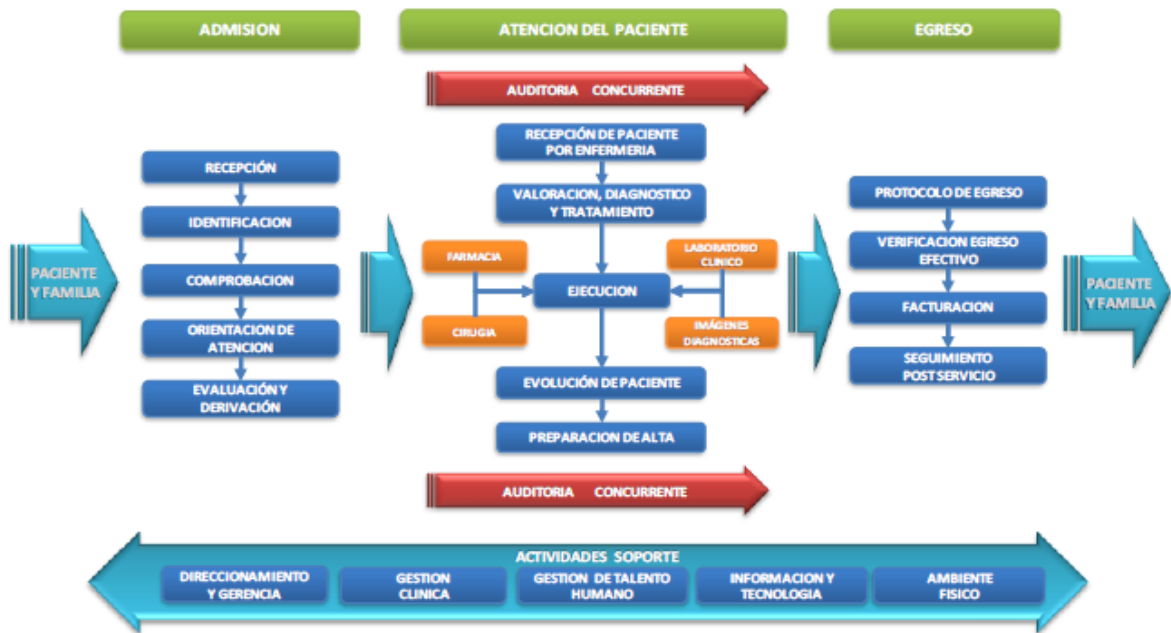 ADMISION
ATENCION DEL PACIENTE
EGRESO
AUDITORIA CONCURRENTE
PACIENTE
Y FAMILIA
RECEPCIÓN
IDENTIFICACION
COMPROBACION
ORIENTACION DE
ATENCION
EVALUACIÓN Y
DERIVACIÓN
RECEPCIÓN DE PACIENTE
POR ENFERMERIA
VALORACION, DIAGNOSTICO
Y TRATAMIENTO
FARMACIA
LABORATORIO
CLINICO
EJECUCION
CIRUGIA
IMÁGENES
DIAGNOSTICAS
EVOLUCIÓN DE PACIENTE
PREPARACION DE ALTA
AUDITORIA CONCURRENTE
PROTOCOLO DE EGRESO
VERIFICACION EGRESO
EFECTIVO
FACTURACION
SEGUIMIENTO
POST SERVICIO
PACIENTE
Y FAMILIA
ACTIVIDADES SOPORTE
DIRECCIONAMIENTO
Y GERENCIA
GESTION
CLINICA
GESTION DE TALENTO
HUMANO
INFORMACION Y
TECNOLOGIA
AMBIENTE
FISICO